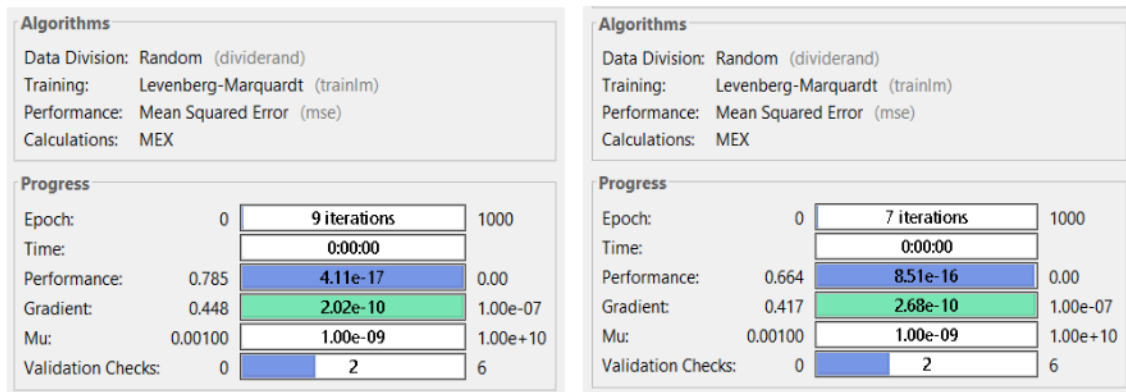 Algorithms
Data Division: Random (dividerand)
Training: Levenberg-Marquardt (trainlm)
Performance: Mean Squared Error (mse)
Calculations: MEX
Progress
Epoch: 0 9 iterations 1000
Time: 0:00:00
Performance: 0.785 4.11e-17 0.00
Gradient: 0.448 2.02e-10 1.00e-07
Mu: 0.00100 1.00e-09 1.00e+10
Validation Checks: 0 2 6
Algorithms
Data Division: Random (dividerand)
Training: Levenberg-Marquardt (trainlm)
Performance: Mean Squared Error (mse)
Calculations: MEX
Progress
Epoch: 0 7 iterations 1000
Time: 0:00:00
Performance: 0.664 8.51e-16 0.00
Gradient: 0.417 2.68e-10 1.00e-07
Mu: 0.00100 1.00e-09 1.00e+10
Validation Checks: 0 2 6